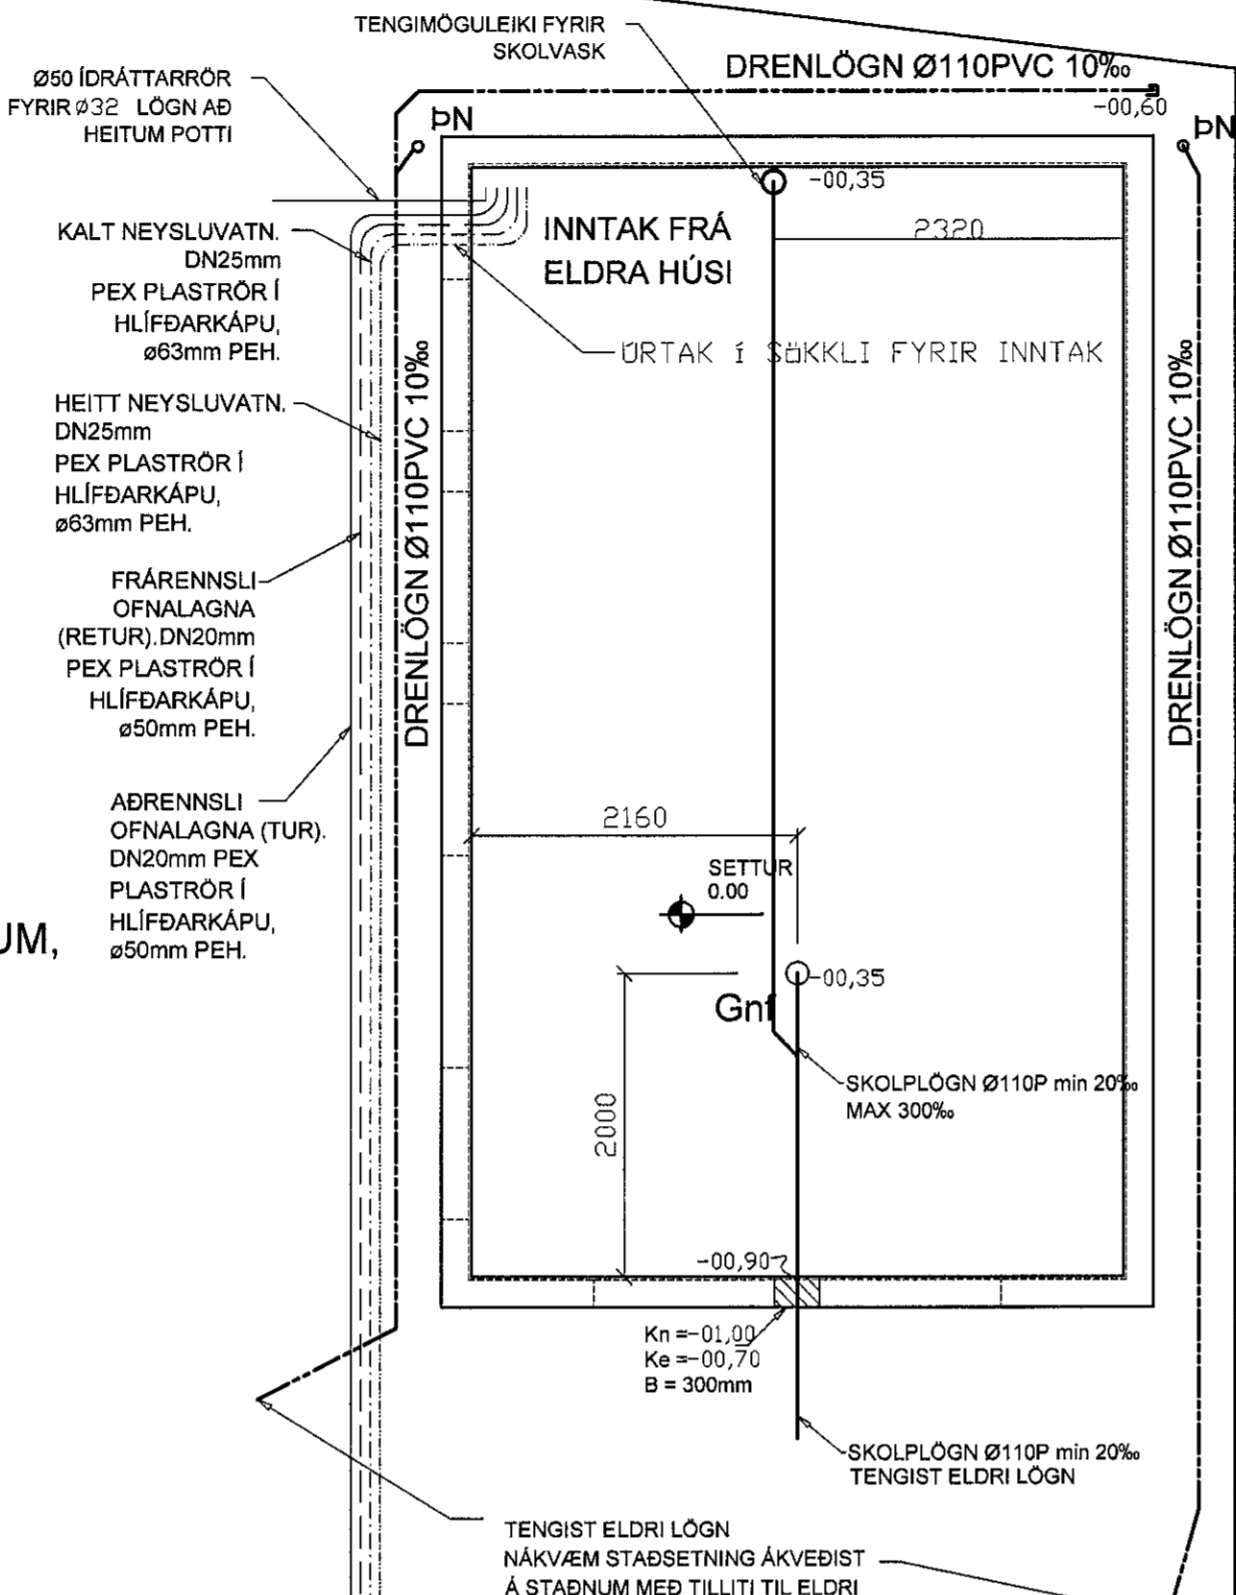 TENGIMÖGULEIKI FYRIR
SKOLVASK
DRENLÖGN Ø110PVC 10‰
-00,60
Ø50 ÍDRÁTTARRÖR
FYRIR Ø32 LÖGN AÐ
HEITUM POTTI
ÞN
ÞN
-00,35
2320
INNTAK FRÁ
ELDRA HÚSI
KALT NEYSLUVATN.
DN25mm
PEX PLASTRÖR Í
HLÍFÐARKÁPU,
ø63mm PEH.
ÚRTAK í SÖKKLI FYRIR INNTAK
DRENLÖGN Ø110PVC 10‰
DRENLÖGN Ø110PVC 10‰
HEITT NEYSLUVATN.
DN25mm
PEX PLASTRÖR Í
HLÍFÐARKÁPU,
ø63mm PEH.
FRÁRENNSLI
OFNALAGNA
(RETUR).DN20mm
PEX PLASTRÖR Í
HLÍFÐARKÁPU,
ø50mm PEH.
AÐRENNSLI
OFNALAGNA (TUR).
DN20mm PEX
PLASTRÖR Í
HLÍFÐARKÁPU,
ø50mm PEH.
UM,
2160
SETTUR
0.00
-00,35
Gnf
2000
SKOLPLÖGN Ø110P min 20‰
MAX 300‰
-00,90
Kn =-01,00
Ke =-00,70
B = 300mm
SKOLPLÖGN Ø110P min 20‰
TENGIST ELDRI LÖGN
TENGIST ELDRI LÖGN
NÁKVÆM STAÐSETNING ÁKVEÐIST
Á STAÐNUM MEÐ TILLITI TIL ELDRI